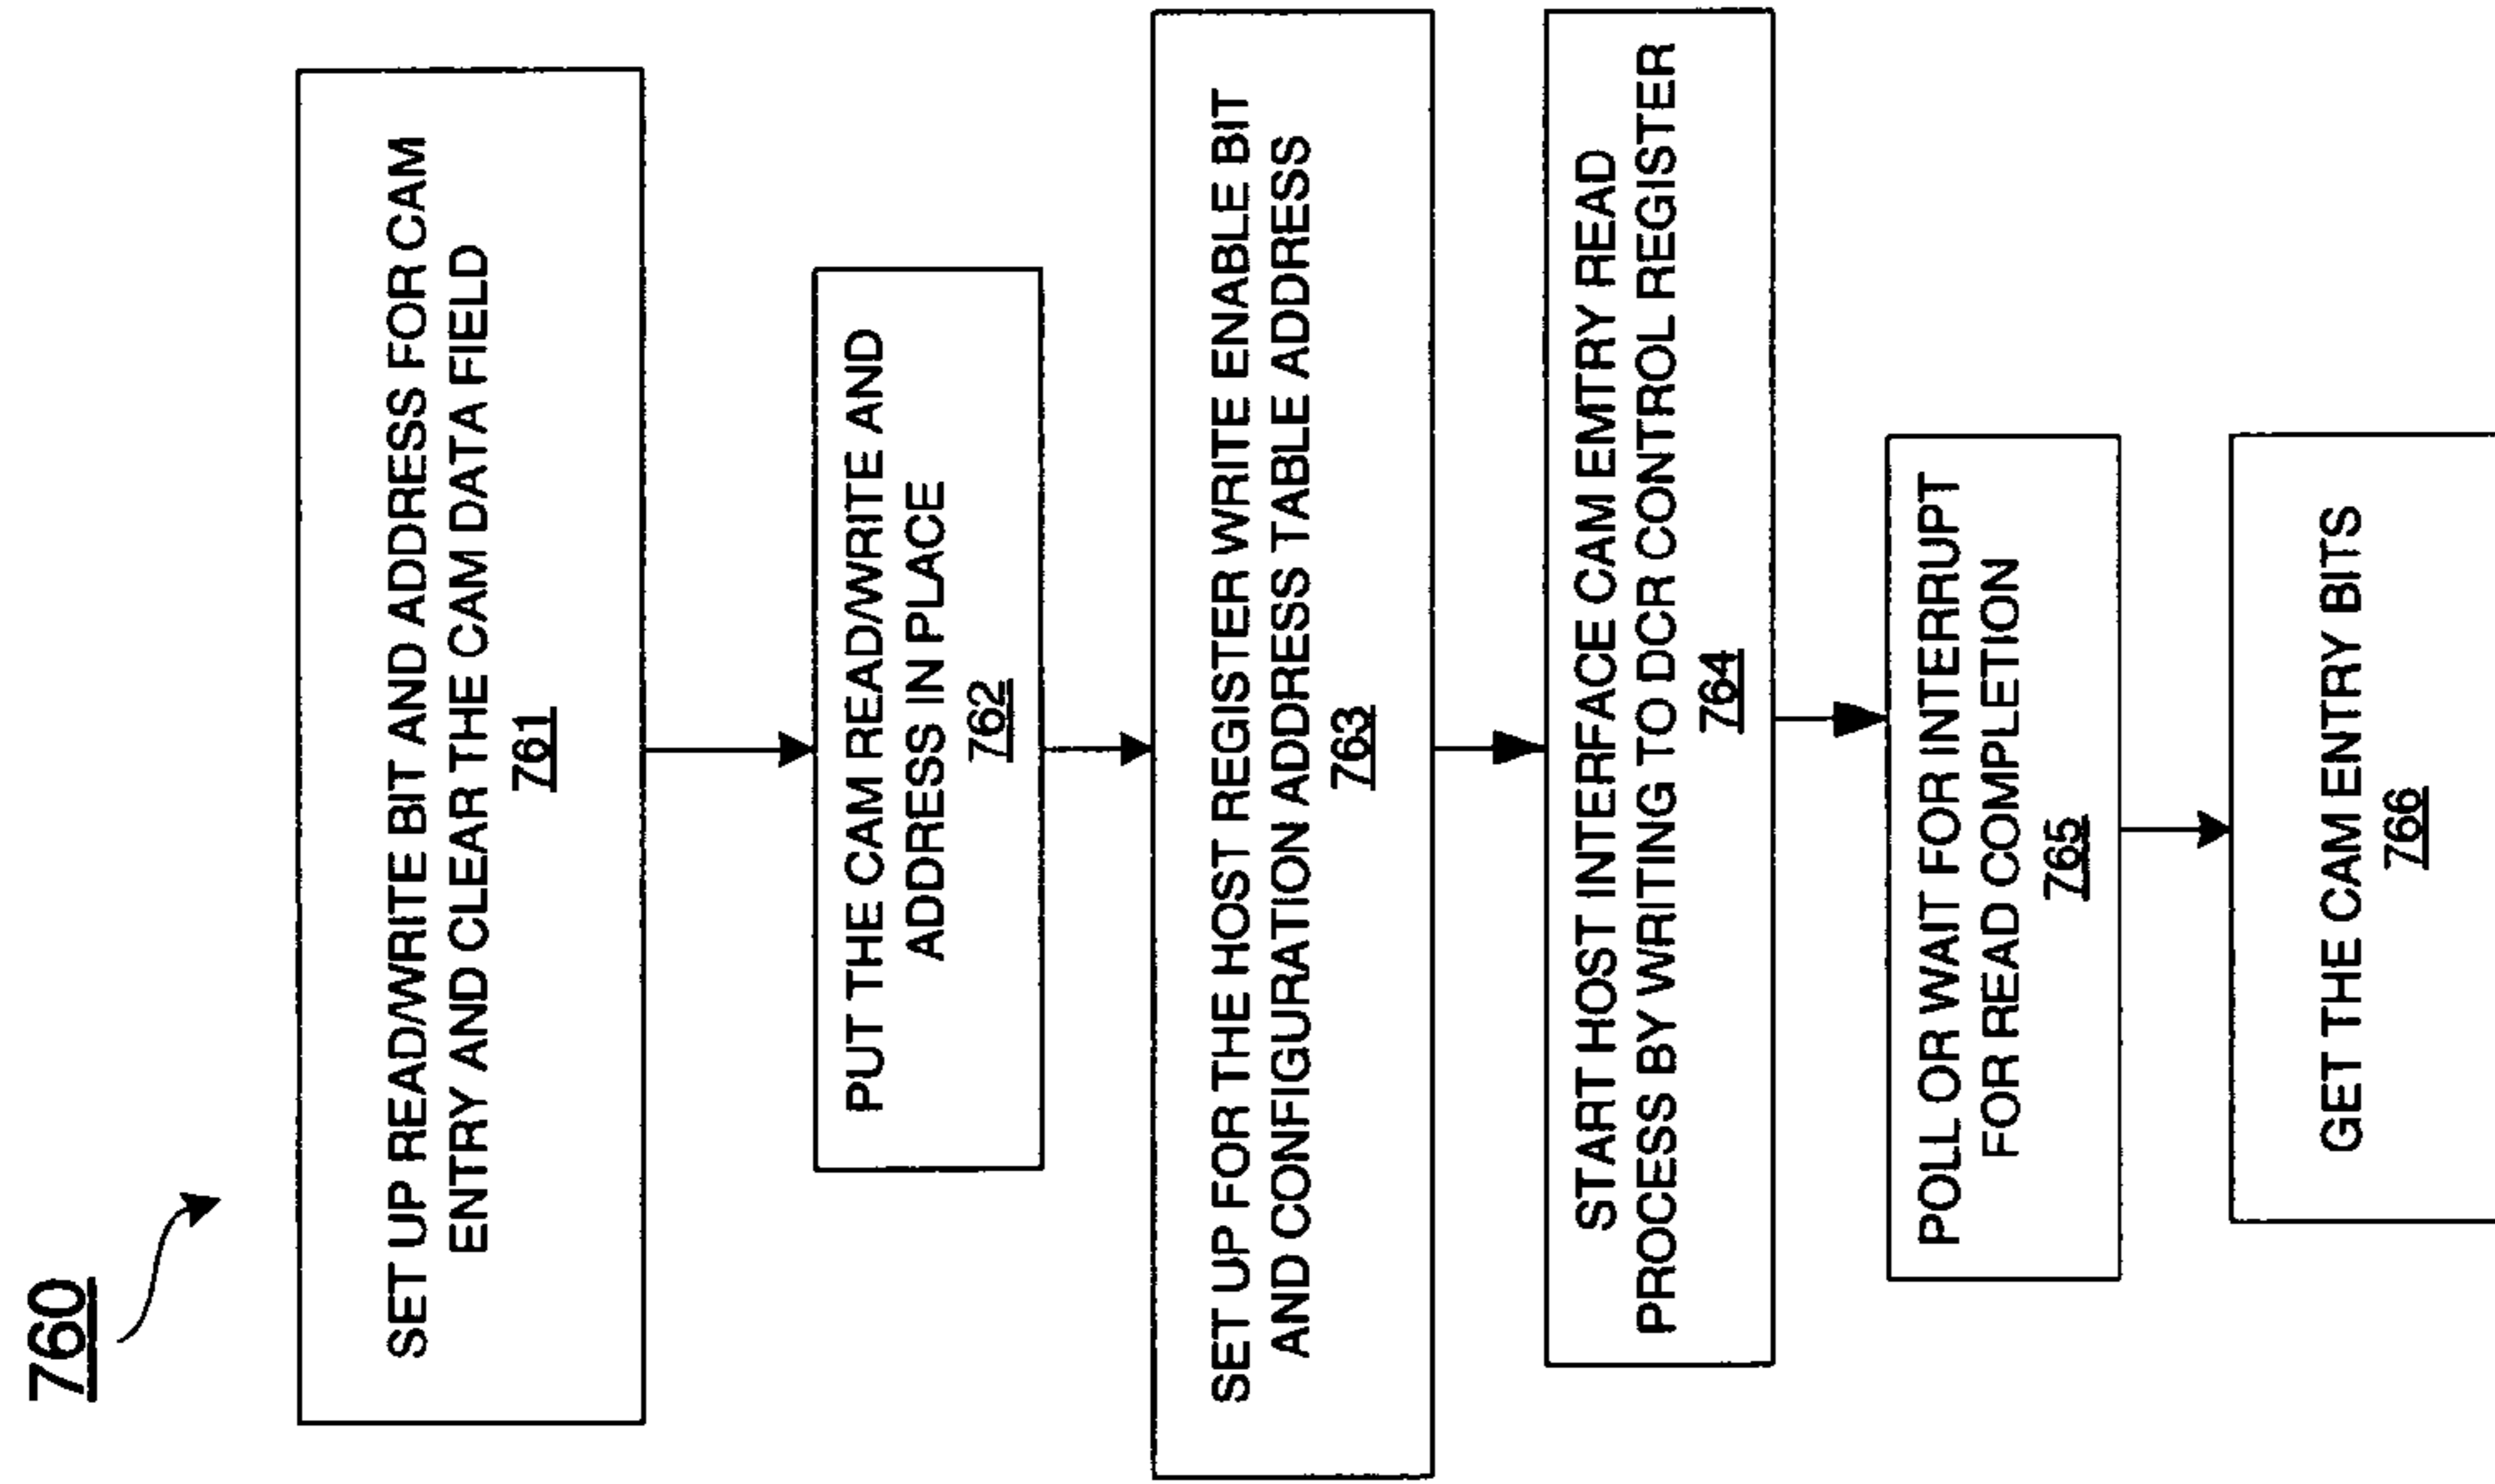 760
SET UP READ/WRITE BIT AND ADDRESS FOR CAM
ENTRY AND CLEAR THE CAM DATA FIELD
761
PUT THE CAM READ/WRITE AND
ADDRESS IN PLACE
762
SET UP FOR THE HOST REGISTER WRITE ENABLE BIT
AND CONFIGURATION ADDRESS TABLE ADDRESS
763
START HOST INTERFACE CAM EMTRY READ
PROCESS BY WRITING TO DCR CONTROL REGISTER
764
POLL OR WAIT FOR INTERRUPT
FOR READ COMPLETION
765
GET THE CAM ENTRY BITS
766